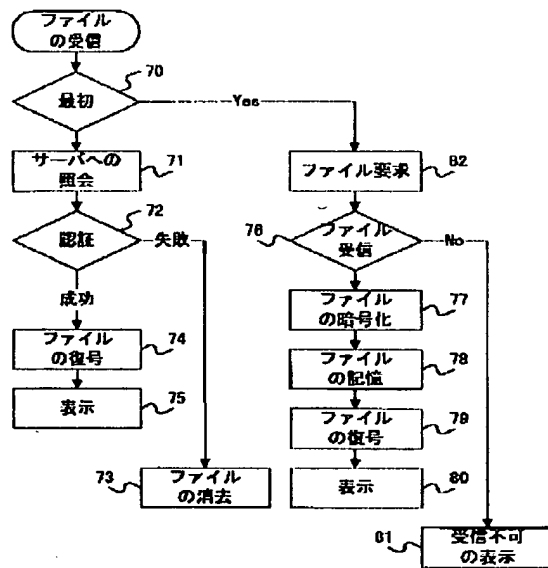 ファイル
の受信
70
最初
Yes
サーバへの
照会
71
ファイル要求
82
72
認証
失敗
76
ファイル
受信
No
成功
ファイル
の暗号化
77
ファイル
の復号
74
ファイル
の記憶
78
表示
75
ファイル
の復号
79
73
ファイル
の消去
表示
80
81
受信不可
の表示